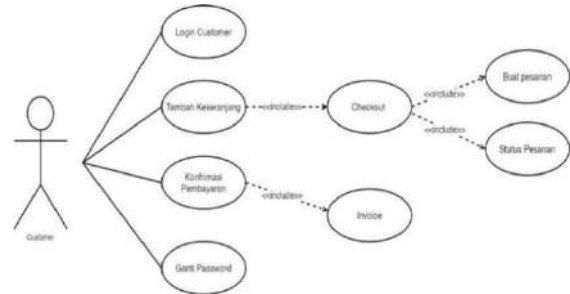 Login Customer
Tambah Kekeranjang
<<include>>
Checkout
<<include>>
Buat pesanan
<<include>>
Status Pesanan
Konfirmasi
Pembayaran
<<include>>
Invoice
Ganti Password
Customer